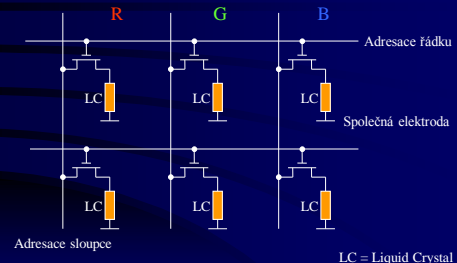 R G B
Adresace řádku
LC LC LC
Společná elektroda
LC LC LC
Adresace sloupce
LC = Liquid Crystal